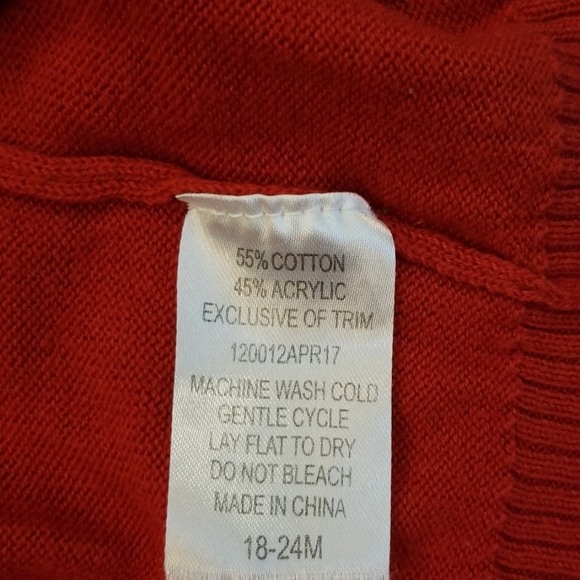 55% COTTON
45% ACRYLIC
EXCLUSIVE OF TRIM
120012APR17
MACHINE WASH COLD
GENTLE CYCLE
LAY FLAT TO DRY
DO NOT BLEACH
MADE IN CHINA
18-24M